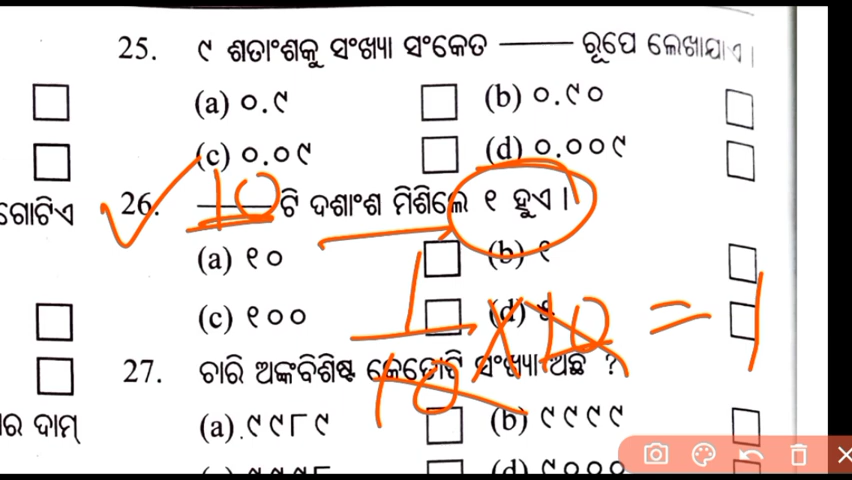 25. ୯ ଶତାଂଶକୁ ସଂଖ୍ୟା ସଂକେତ ——— ରୂପେ ଲେଖାଯାଏ।
(a) ୦.୯ (b) ୦.୯୦
(c) ୦.୦୯ (d) ୦.୦୦୯
ଗୋଟିଏ
26. 10 ଟି ଦଶାଂଶ ମିଶିଲେ ୧ ହୁଏ।
(a) ୧୦ (b) ୧
(c) ୧୦୦ (d)
1/10 × 10 = 1
27. ଚାରି ଅଙ୍କବିଶିଷ୍ଟ କେତୋଟି ସଂଖ୍ୟା ଅଛି ?
ର ଦାମ୍
(a) ୯୯୮୯ (b) ୯୯୯୯